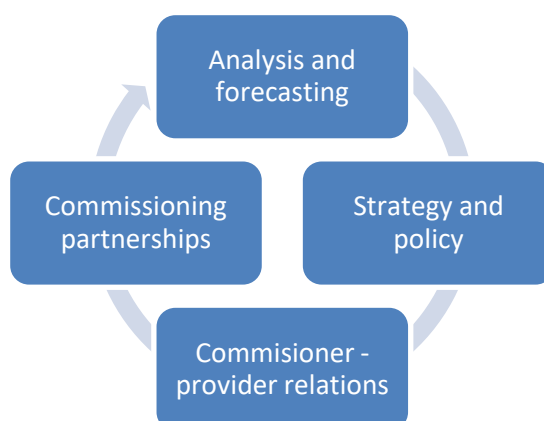 Analysis and
forecasting
Strategy and
policy
Commisioner -
provider relations
Commissioning
partnerships